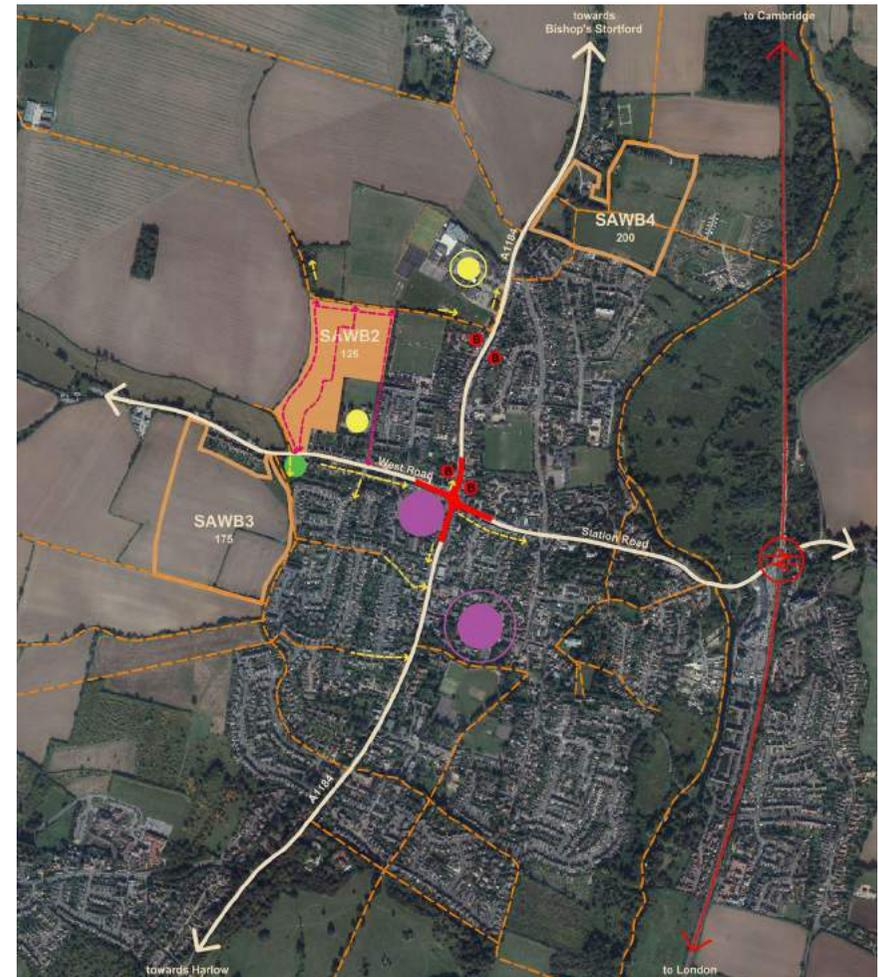 towards
Bishop's Stortford
to Cambridge
SAWB4
200
A1184
SAWB2
125
B
B
West Road
B
B
SAWB3
175
Station Road
A1184
towards Harlow
to London